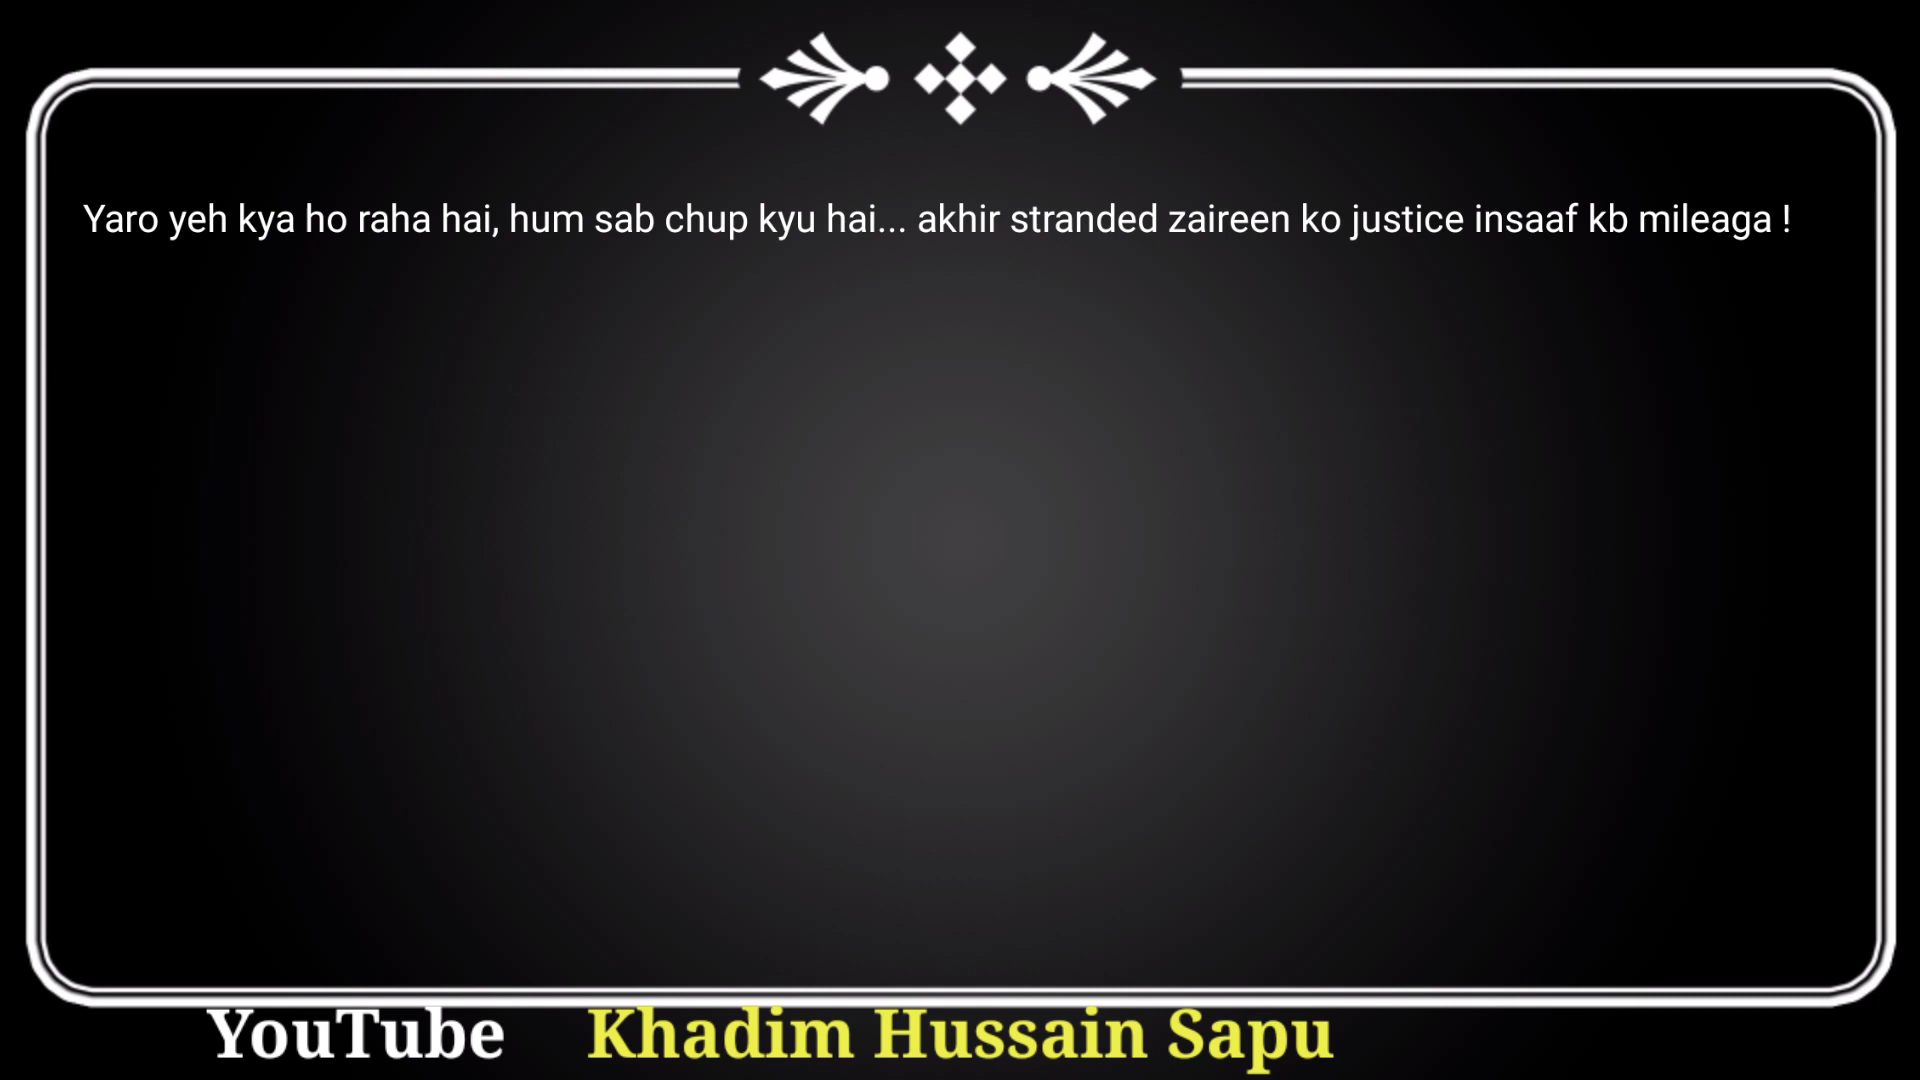 Yaro yeh kya ho raha hai, hum sab chup kyu hai... akhir stranded zaireen ko justice insaaf kb mileaga !
YouTube Khadim Hussain Sapu